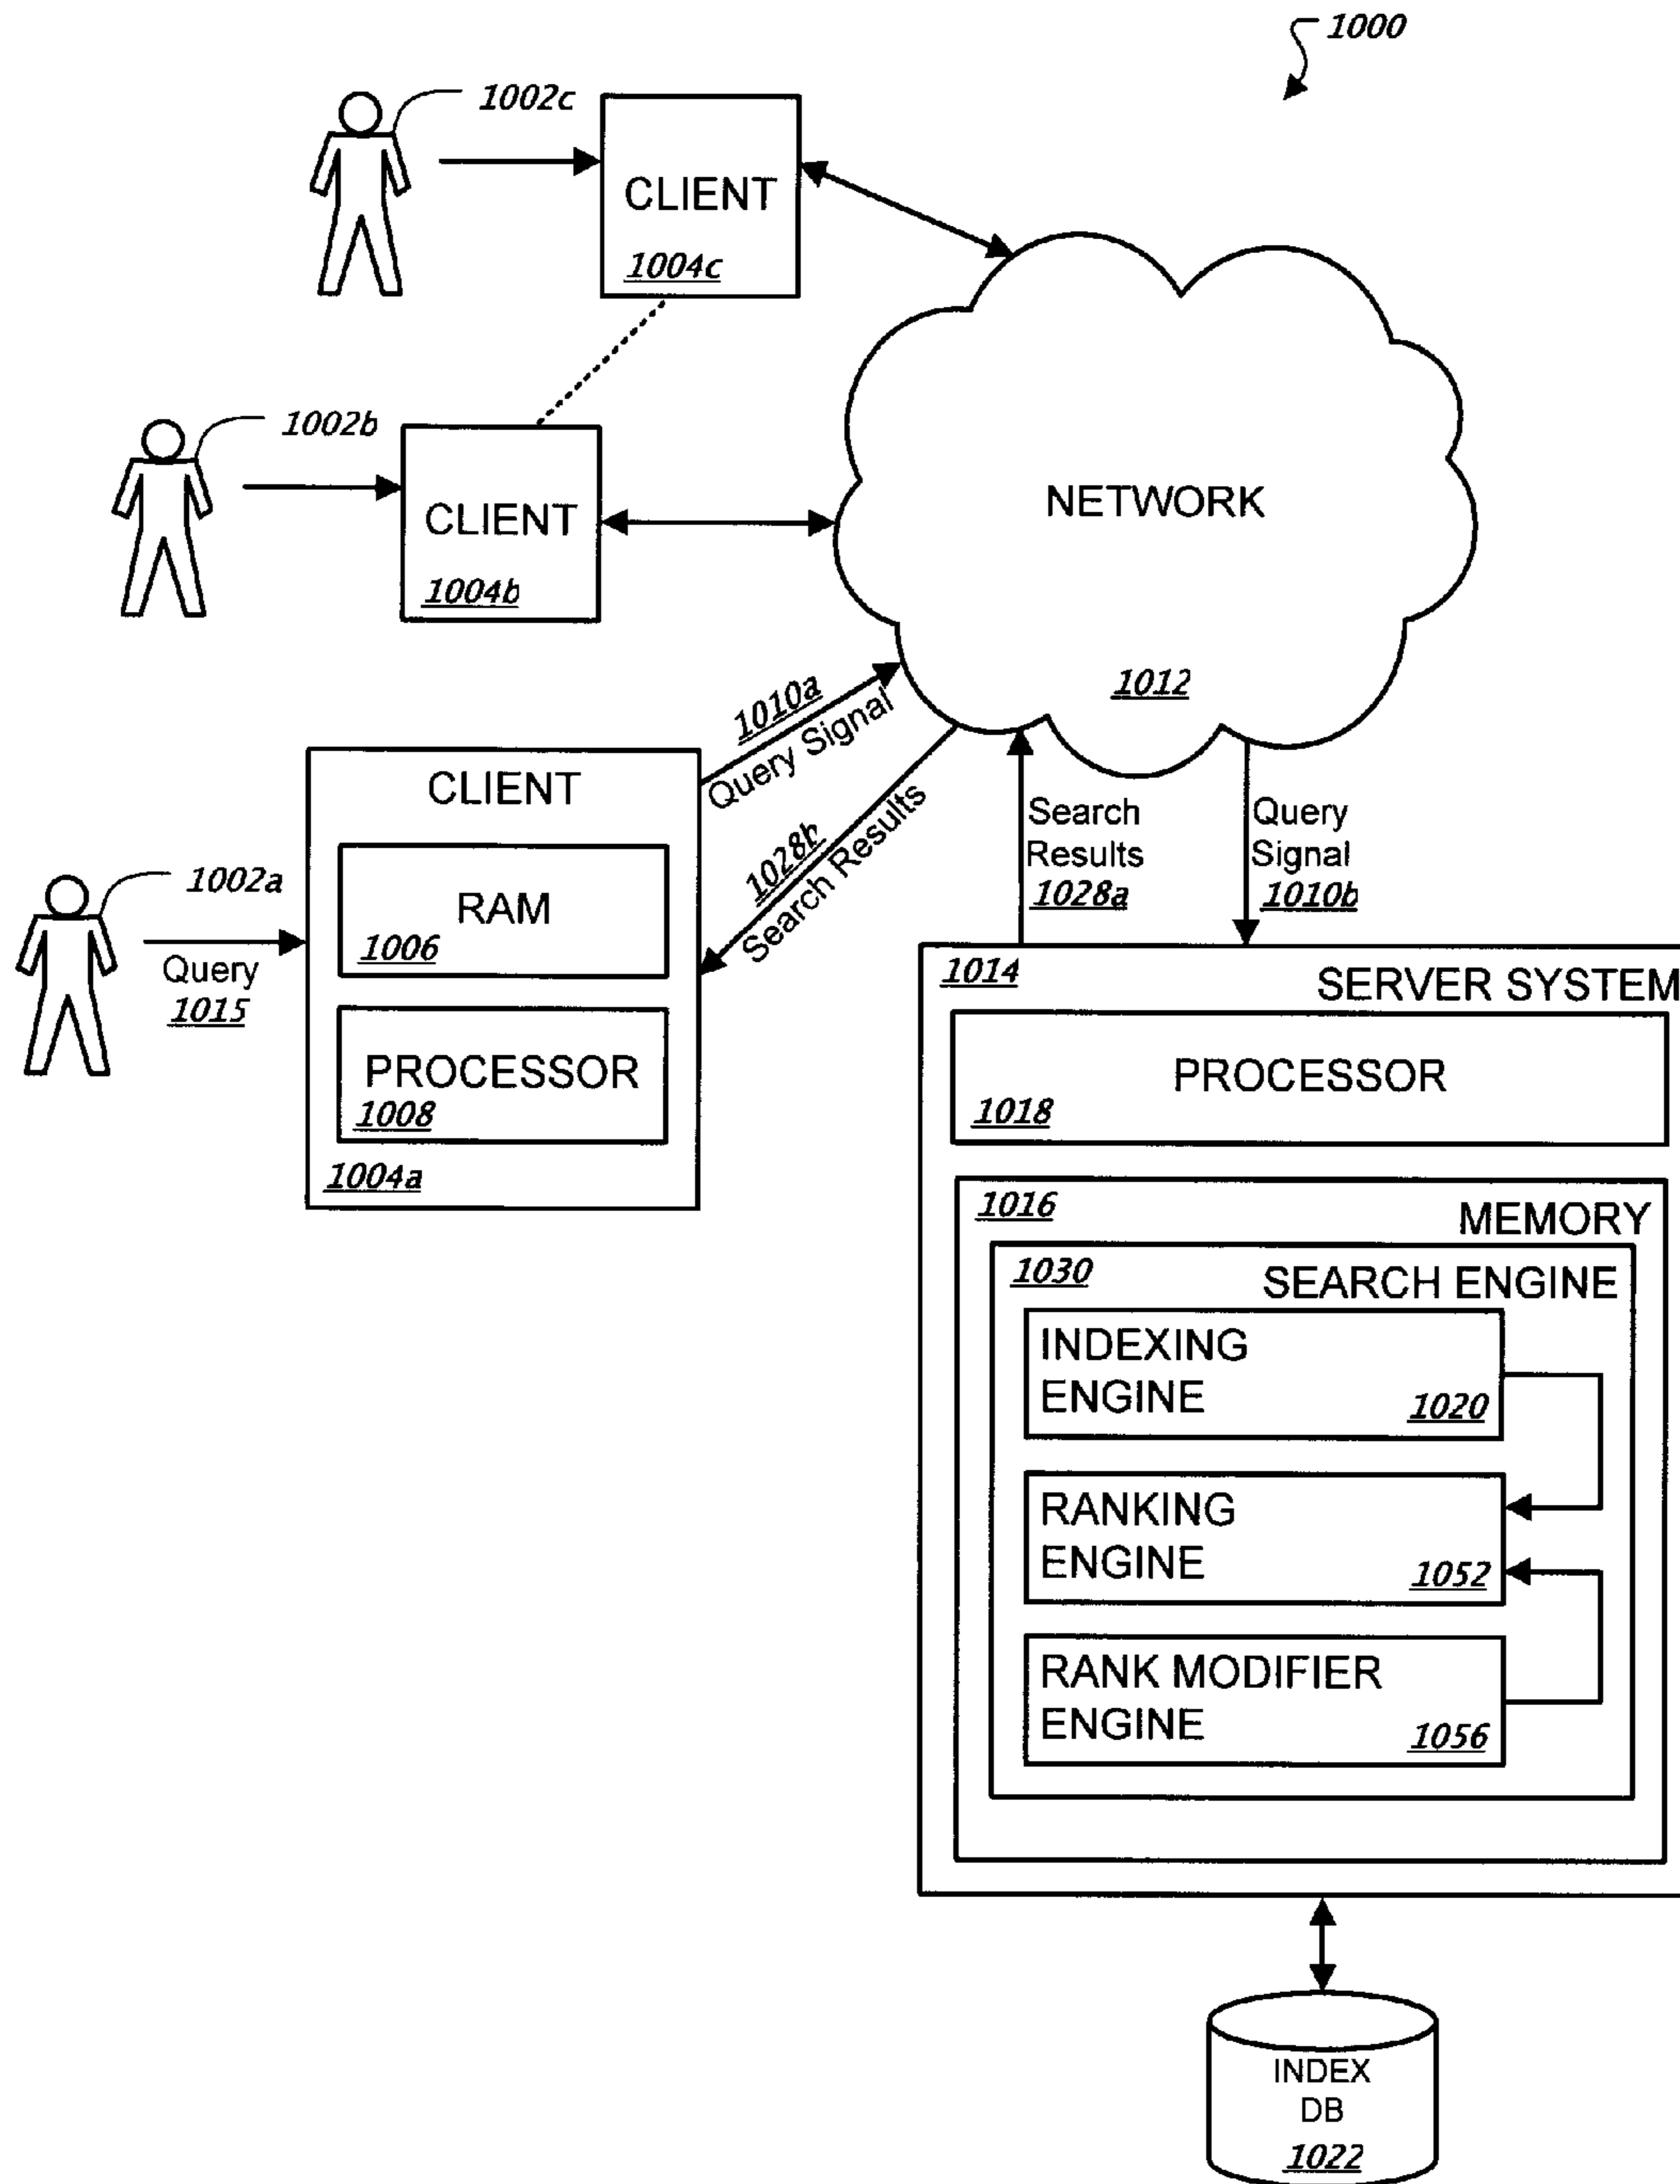 1000
1002c
CLIENT
1004c
1002b
CLIENT
1004b
NETWORK
1012
1010a
Query Signal
1028b
Search Results
Search
Results
1028a
Query
Signal
1010b
CLIENT
RAM
1006
PROCESSOR
1008
1004a
1002a
Query
1015
1014
SERVER SYSTEM
PROCESSOR
1018
1016
MEMORY
1030
SEARCH ENGINE
INDEXING
ENGINE
1020
RANKING
ENGINE
1052
RANK MODIFIER
ENGINE
1056
INDEX
DB
1022